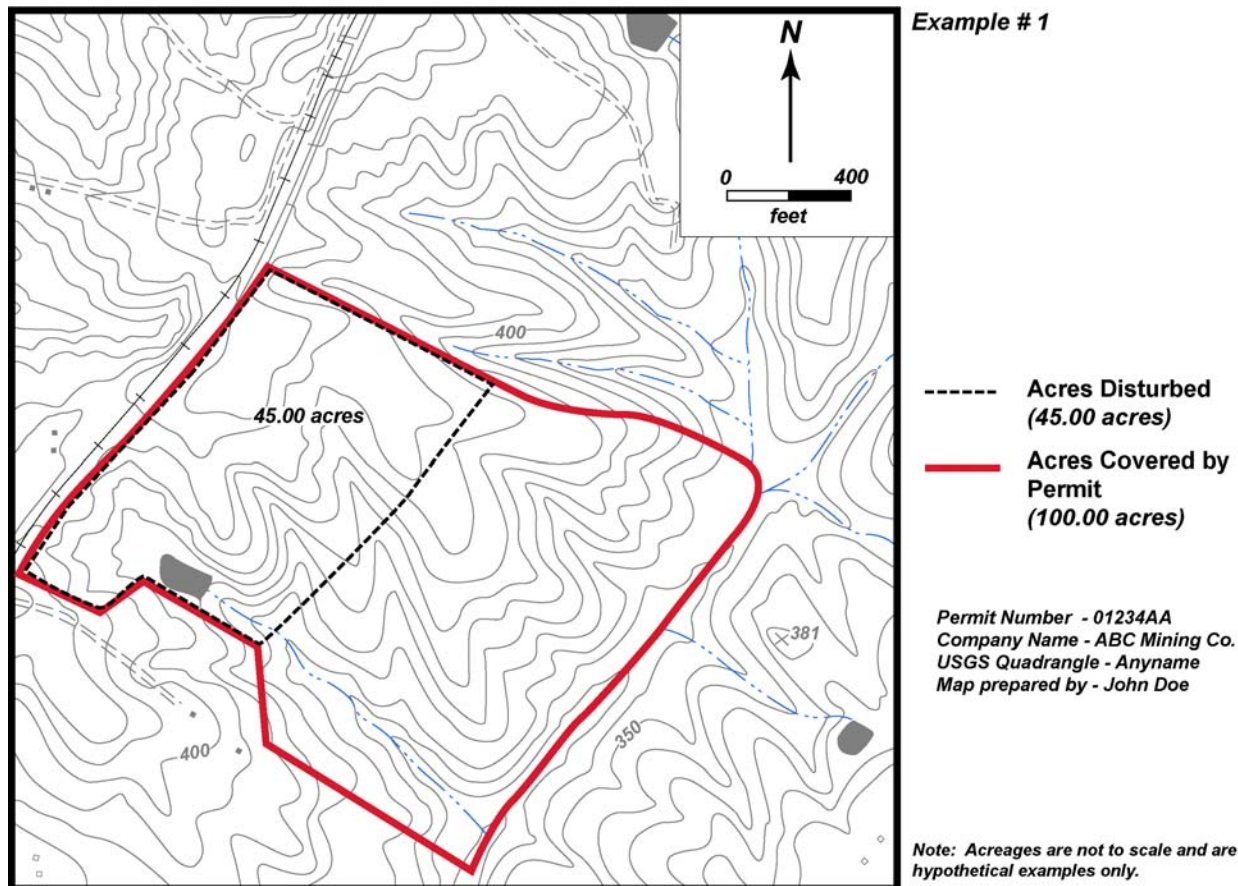 Example # 1
N
0 400
feet
400
45.00 acres
381
350
400
Acres Disturbed
(45.00 acres)
Acres Covered by
Permit
(100.00 acres)
Permit Number - 01234AA
Company Name - ABC Mining Co.
USGS Quadrangle - Anyname
Map prepared by - John Doe
Note: Acreages are not to scale and are
hypothetical examples only.